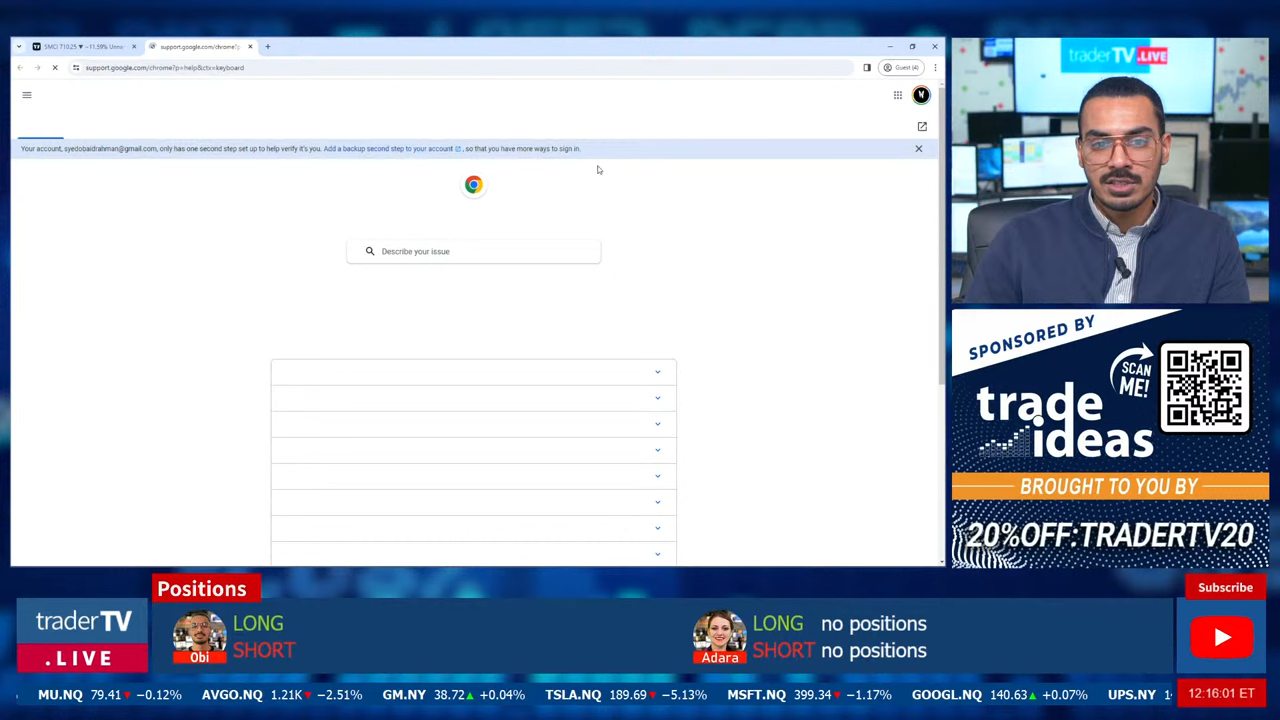 SMCI 710.25 ▼ −11.59% Unna
support.google.com/chrome?p
support.google.com/chrome?p=help&ctx=keyboard
Guest (4)
Your account, syedobaidrahman@gmail.com, only has one second step set up to help verify it's you. Add a backup second step to your account, so that you have more ways to sign in.
Describe your issue
traderTV.LIVE
SPONSORED BY
SCAN ME!
trade ideas
BROUGHT TO YOU BY
20%OFF:TRADERTV20
Positions
Subscribe
traderTV
.LIVE
Obi
LONG
SHORT
Adara
LONG no positions
SHORT no positions
MU.NQ 79.41 ▼ −0.12% AVGO.NQ 1.21K ▼ −2.51% GM.NY 38.72 ▲ +0.04% TSLA.NQ 189.69 ▼ −5.13% MSFT.NQ 399.34 ▼ −1.17% GOOGL.NQ 140.63 ▲ +0.07% UPS.NY
12:16:01 ET